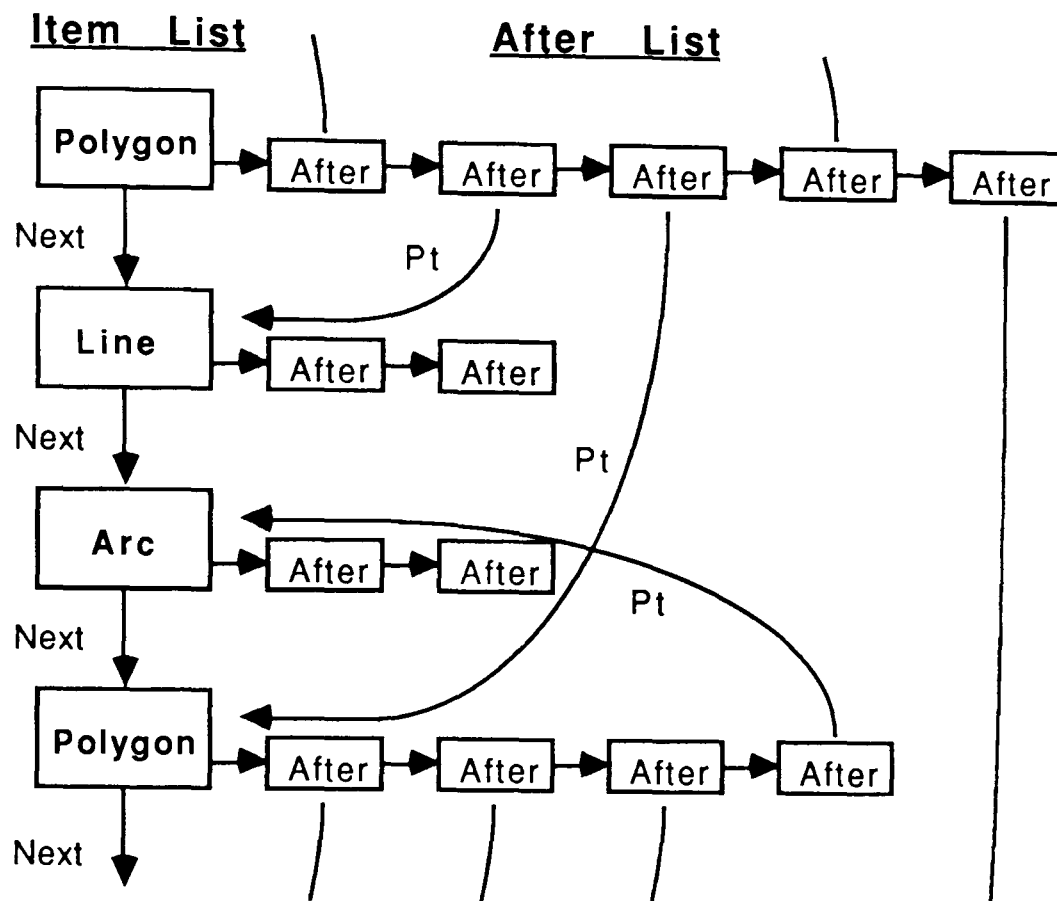 Item List
After List
Polygon
After After After After After
Next
Pt
Line
After After
Next
Pt
Arc
After After
Pt
Next
Polygon
After After After After
Next